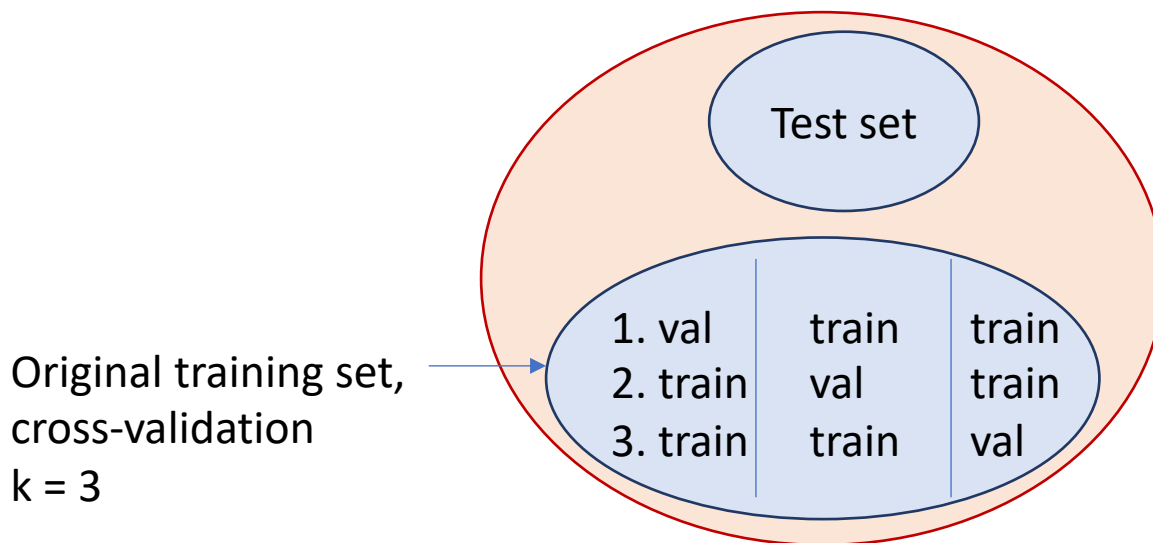 Test set
1. val train train
2. train val train
3. train train val
Original training set,
cross-validation
k = 3